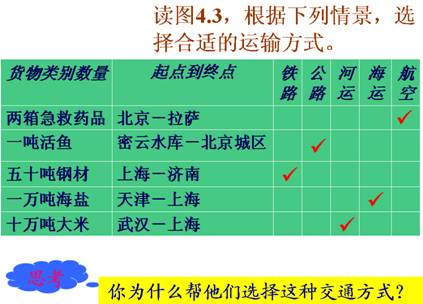 读图4.3，根据下列情景，选
择合适的运输方式。
货物类别数量 起点到终点 铁路 公路 河运 海运 航空
两箱急救药品 北京－拉萨 ✓
一吨活鱼 密云水库－北京城区 ✓
五十吨钢材 上海－济南 ✓
一万吨海盐 天津－上海 ✓
十万吨大米 武汉－上海 ✓
思考
你为什么帮他们选择这种交通方式？